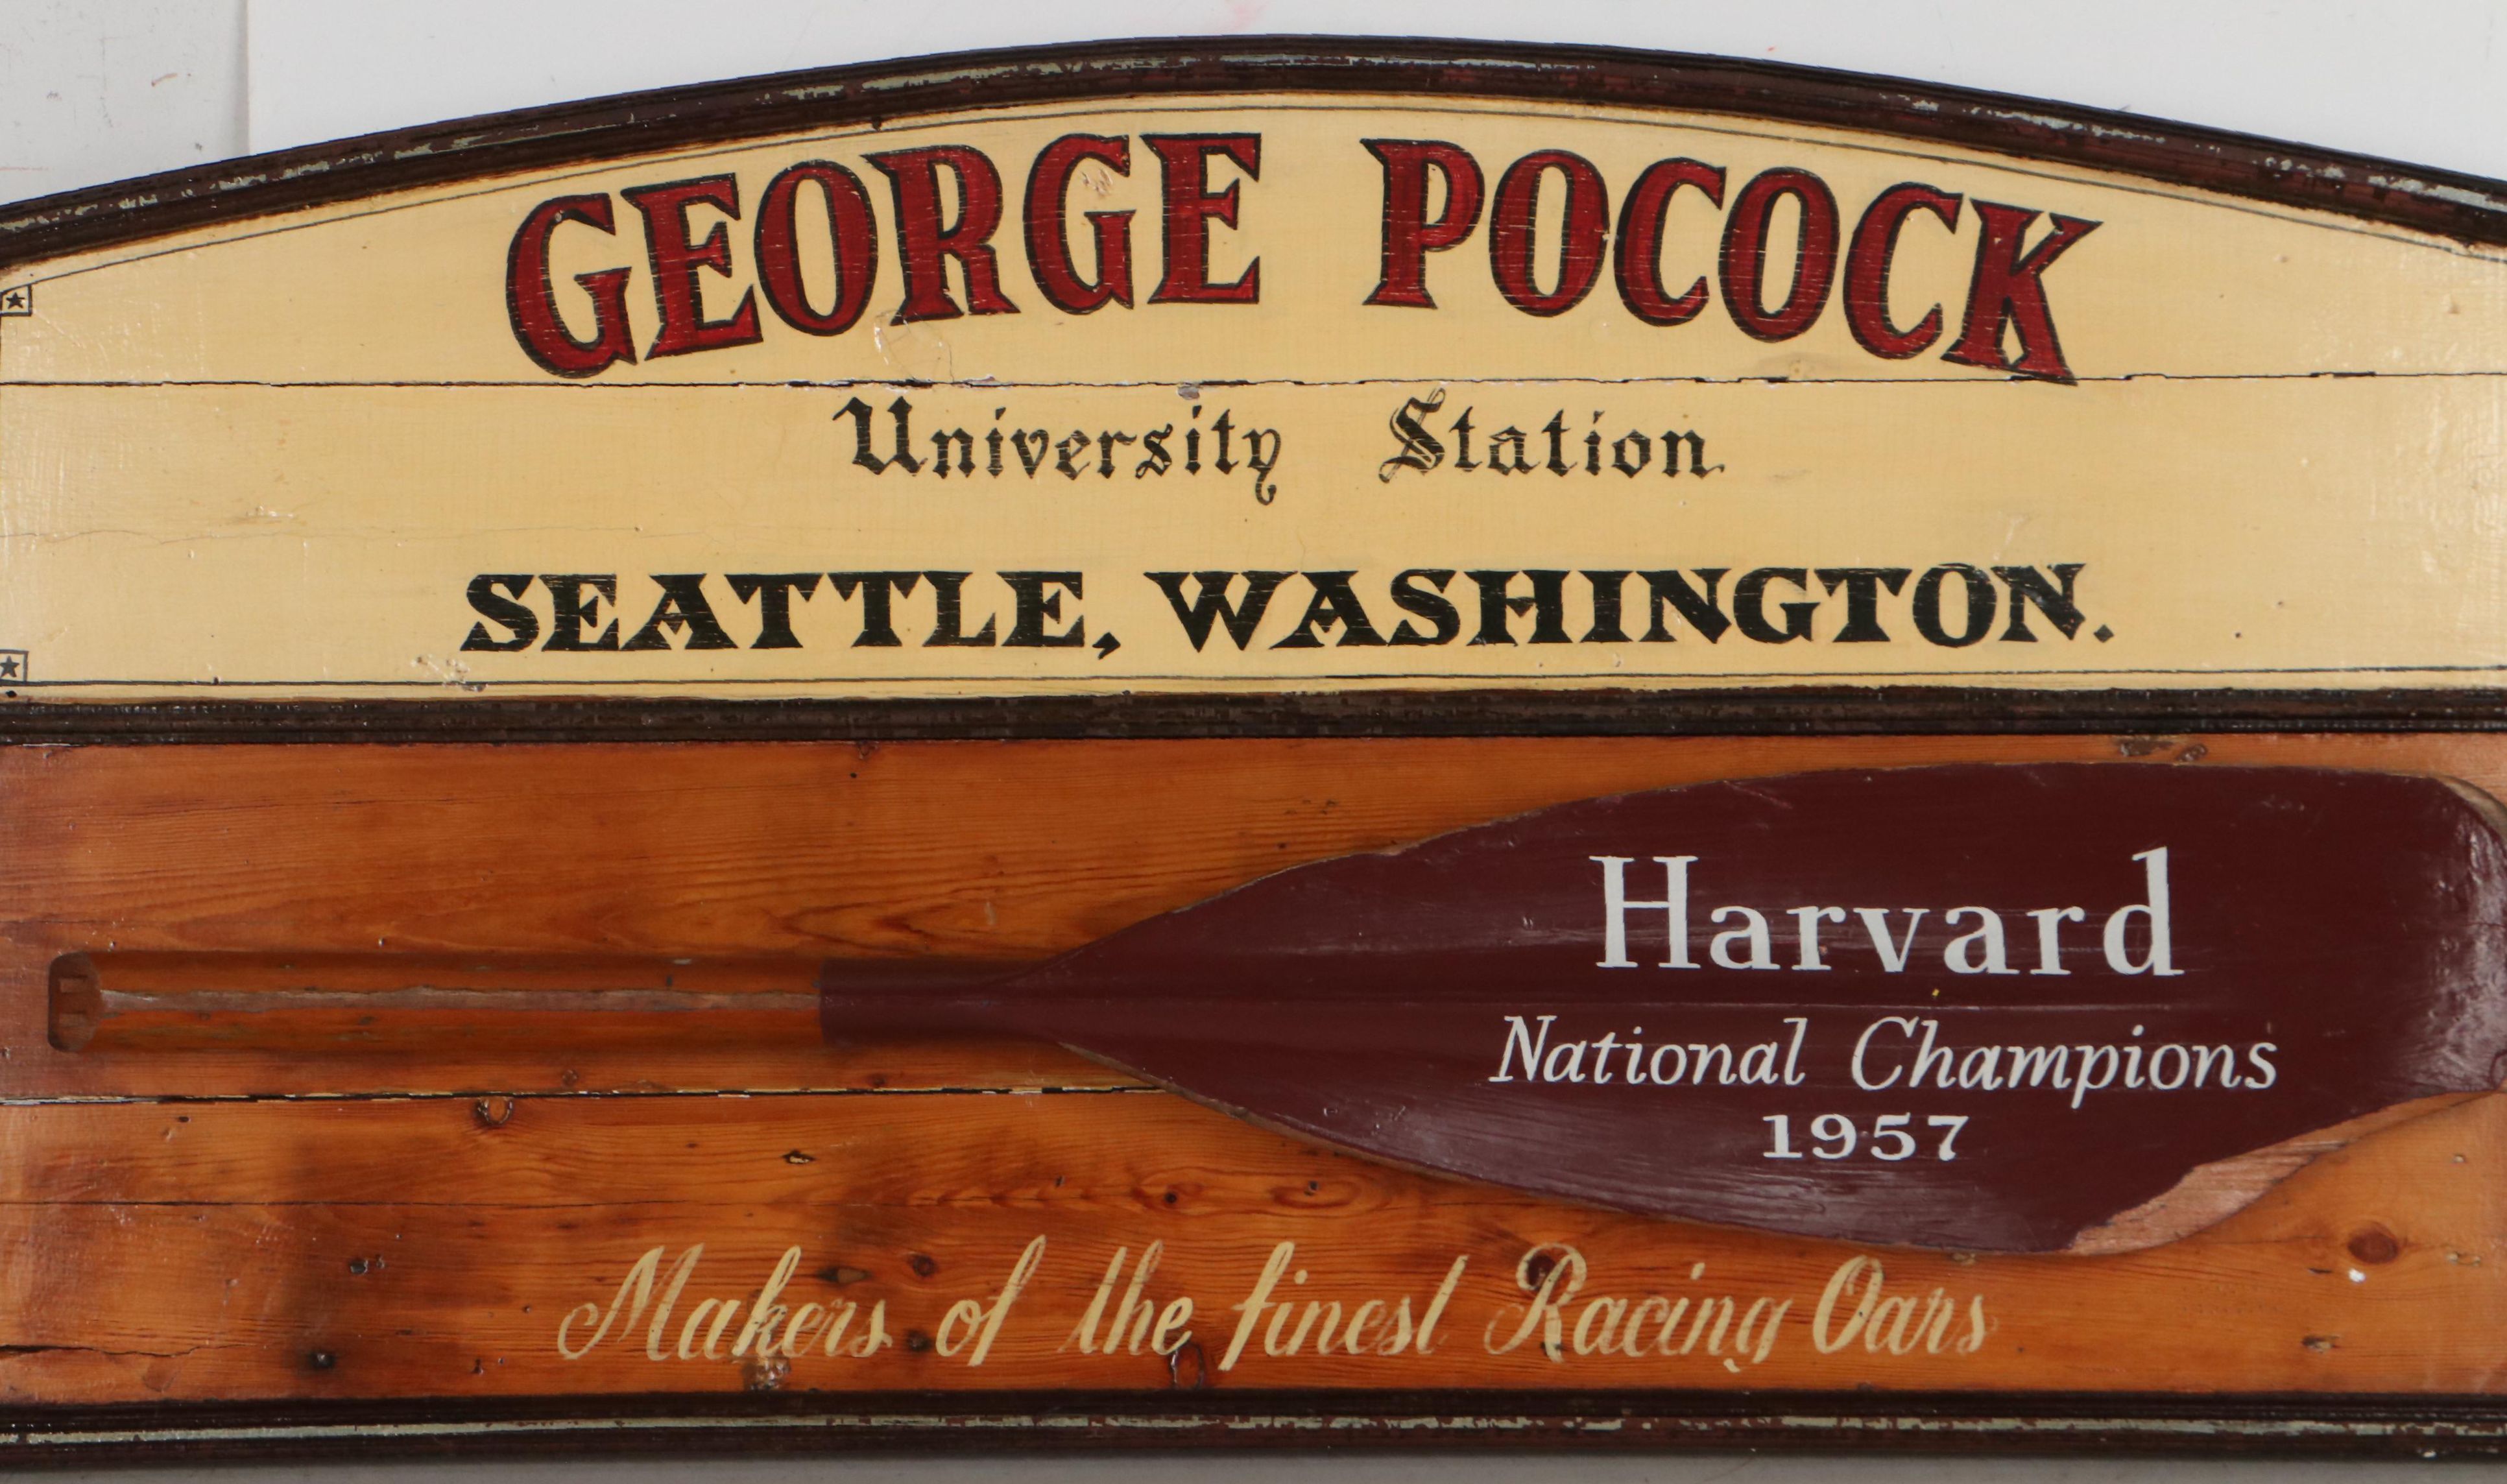 GEORGE POCOCK
University Station.
SEATTLE, WASHINGTON.
Harvard
National Champions
1957
Makers of the finest Racing Oars